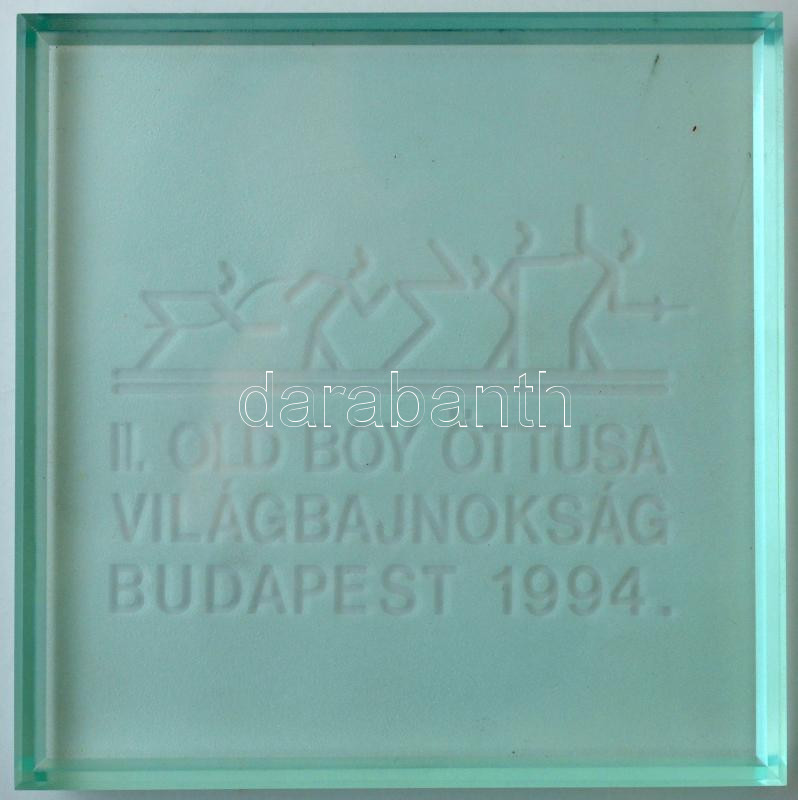 darabanth
II. OLD BOY ÖTTUSA
VILÁGBAJNOKSÁG
BUDAPEST 1994.